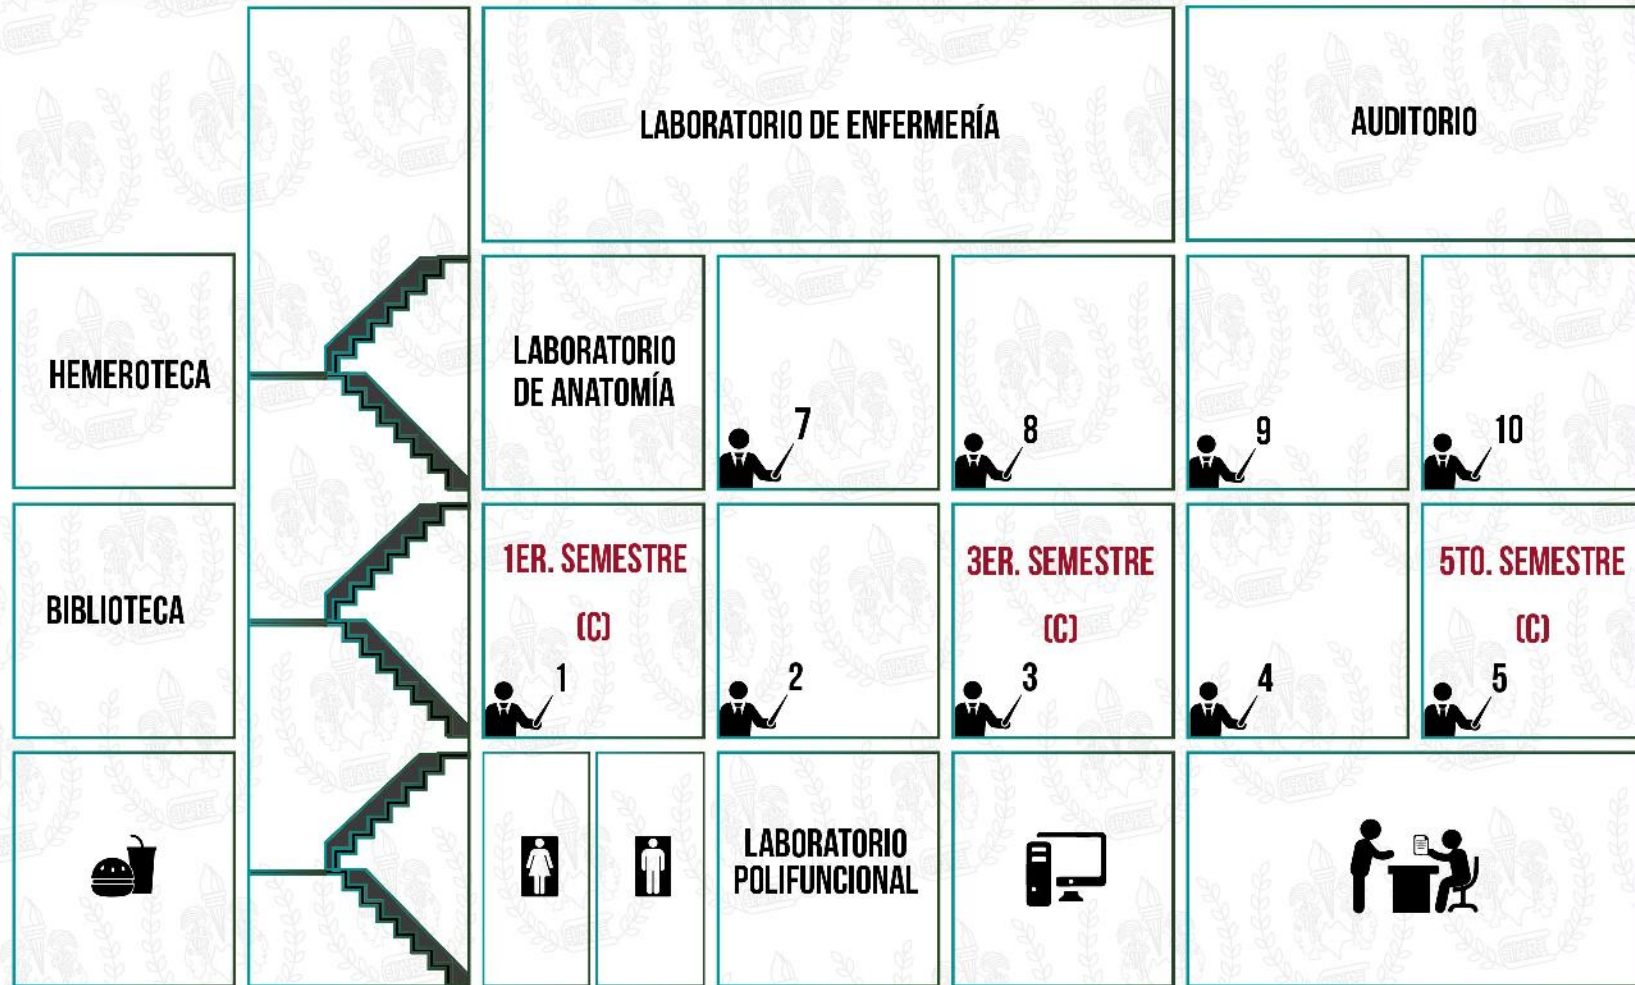 LABORATORIO DE ENFERMERÍA
AUDITORIO
HEMEROTECA
LABORATORIO
DE ANATOMÍA
7
8
9
10
BIBLIOTECA
1ER. SEMESTRE
(C)
1
2
3ER. SEMESTRE
(C)
3
4
5TO. SEMESTRE
(C)
5
LABORATORIO
POLIFUNCIONAL